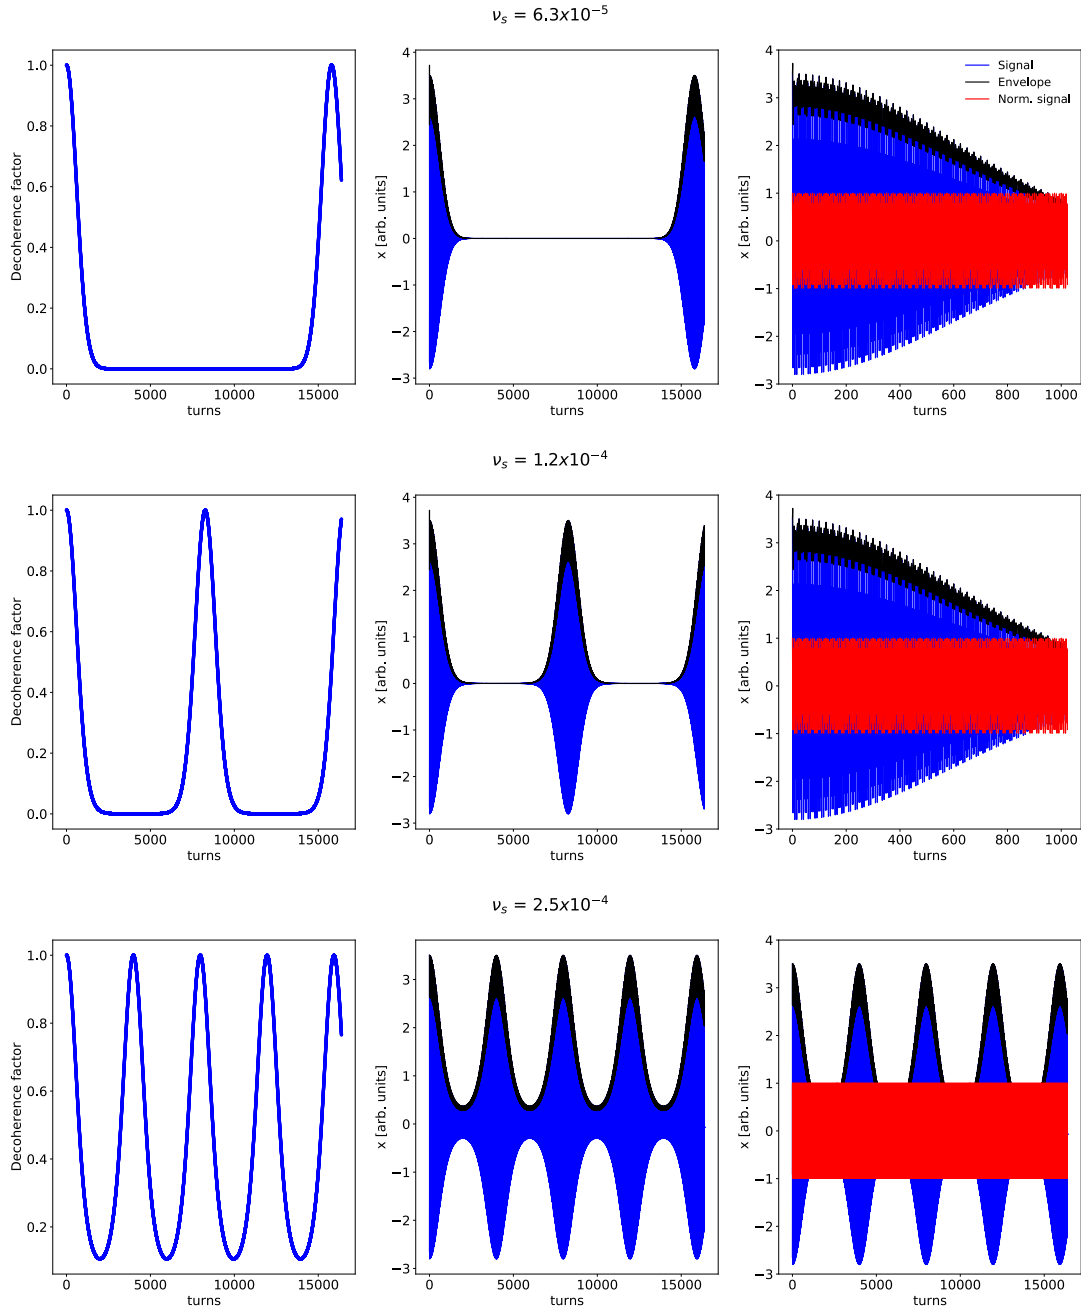 ν_s = 6.3x10⁻⁵
1.0
0.8
0.6
0.4
0.2
0.0
Decoherence factor
0 5000 10000 15000
turns
4
3
2
1
0
−1
−2
−3
x [arb. units]
0 5000 10000 15000
turns
4
3
2
1
0
−1
−2
−3
x [arb. units]
Signal
Envelope
Norm. signal
0 200 400 600 800 1000
turns
ν_s = 1.2x10⁻⁴
1.0
0.8
0.6
0.4
0.2
0.0
Decoherence factor
0 5000 10000 15000
turns
4
3
2
1
0
−1
−2
−3
x [arb. units]
0 5000 10000 15000
turns
4
3
2
1
0
−1
−2
−3
x [arb. units]
0 200 400 600 800 1000
turns
ν_s = 2.5x10⁻⁴
1.0
0.8
0.6
0.4
0.2
Decoherence factor
0 5000 10000 15000
turns
3
2
1
0
−1
−2
−3
x [arb. units]
0 5000 10000 15000
turns
4
3
2
1
0
−1
−2
−3
x [arb. units]
0 5000 10000 15000
turns